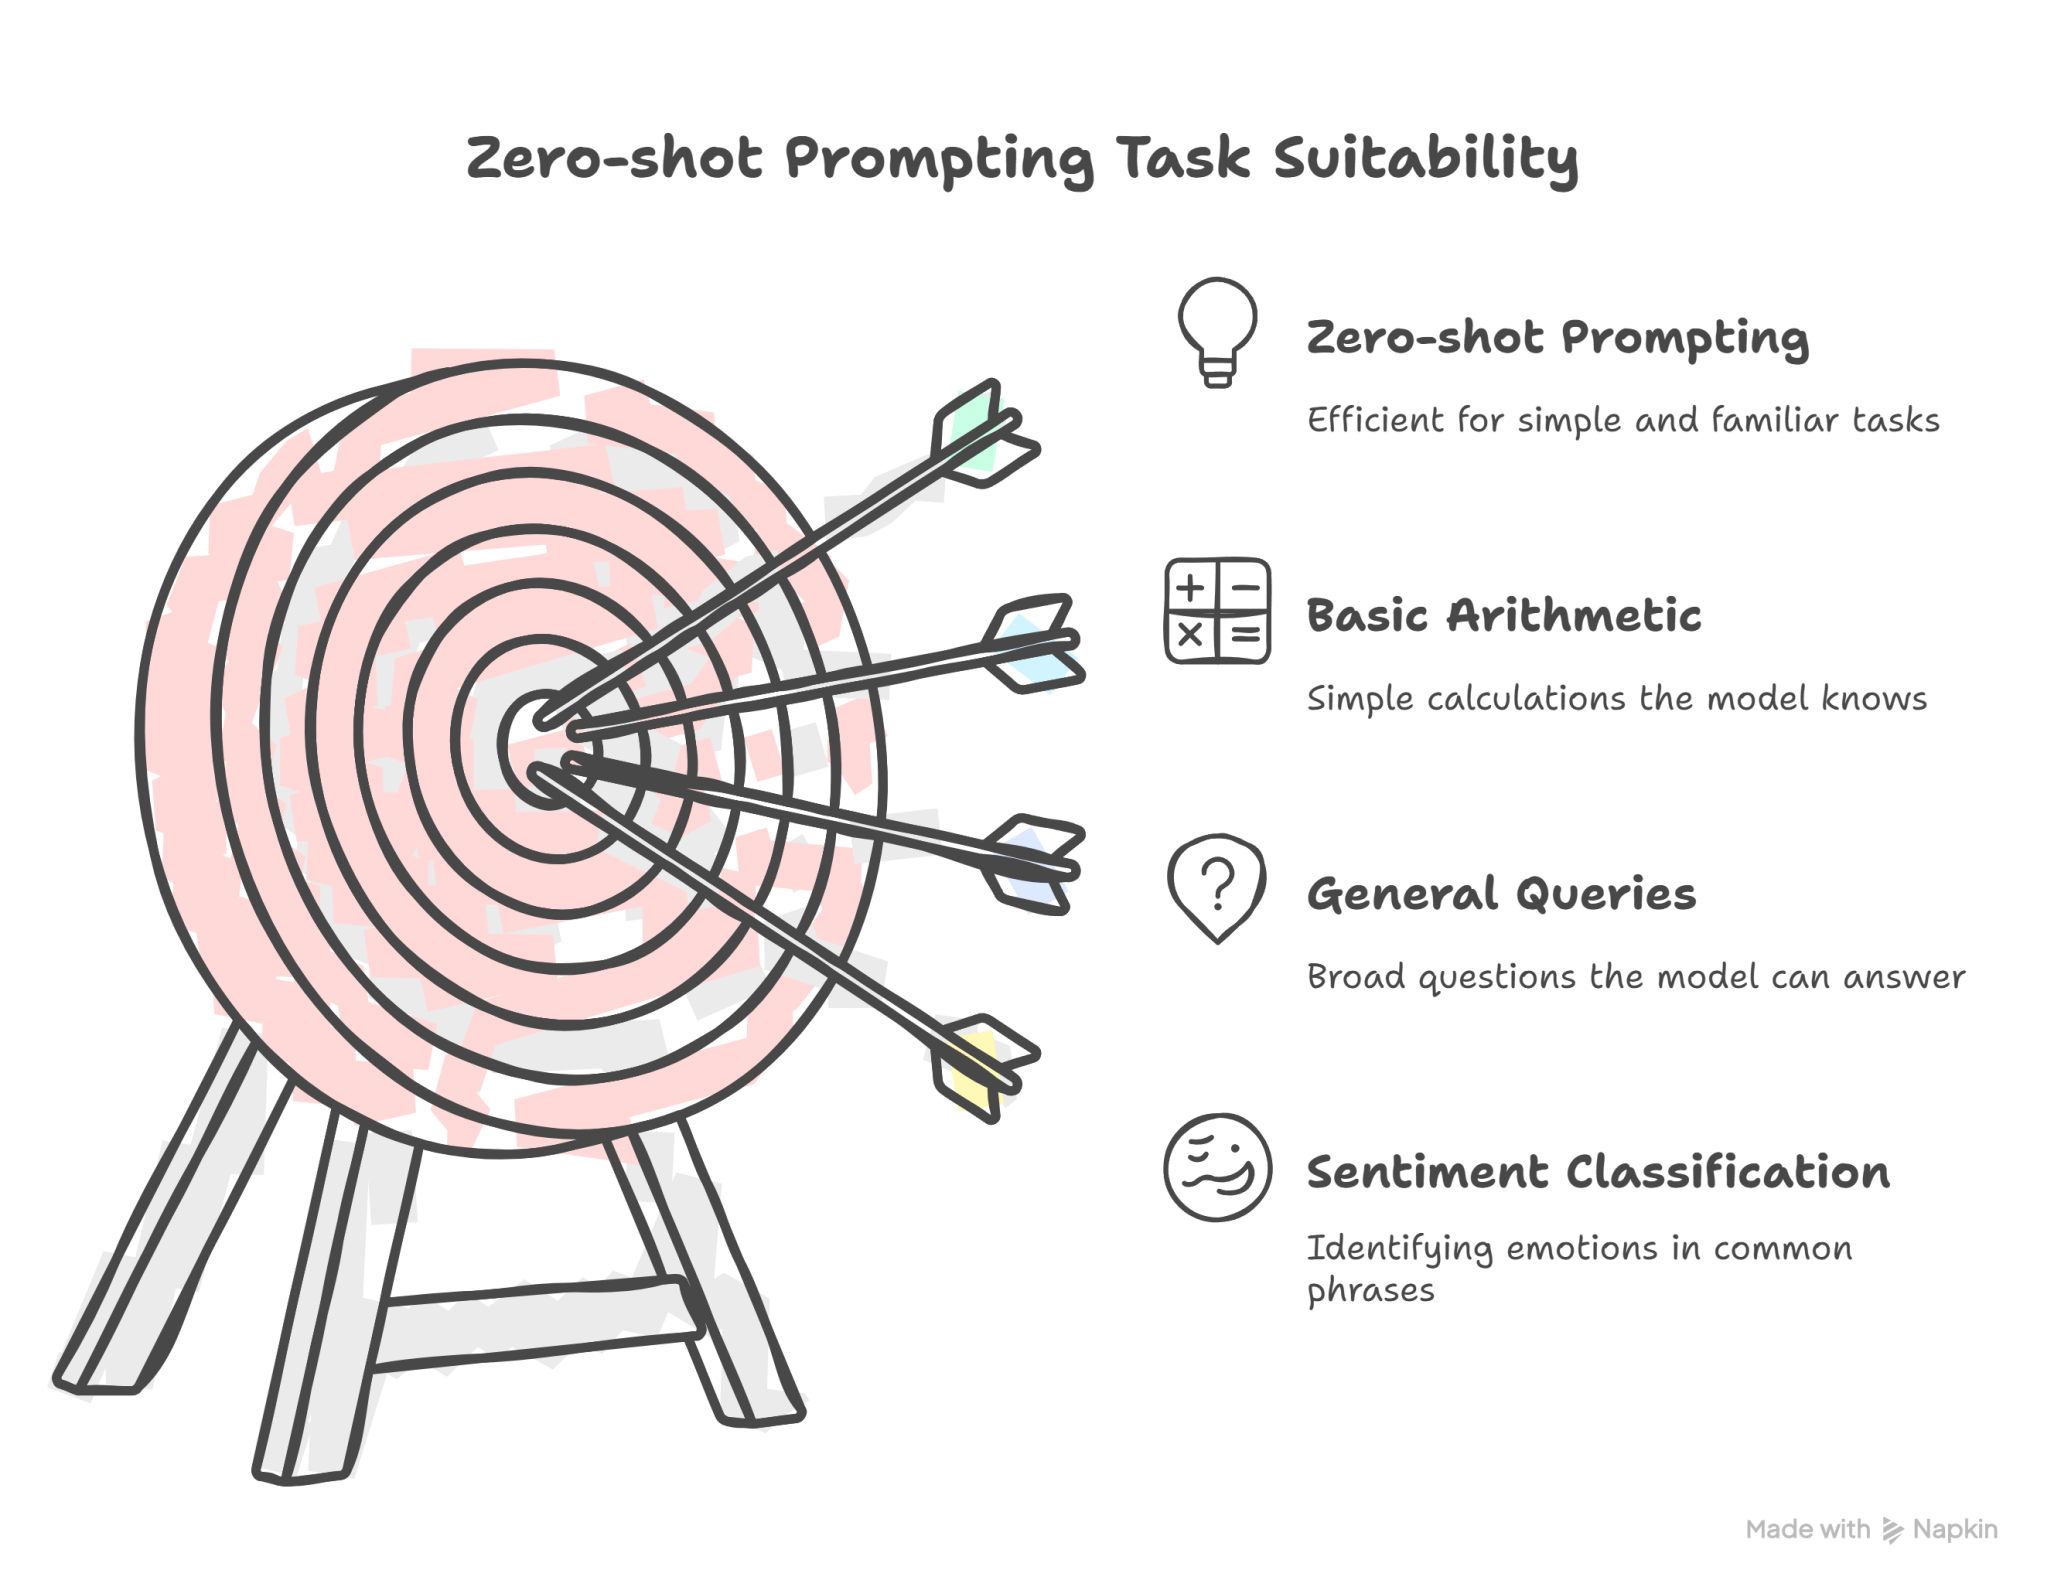 Zero-shot Prompting Task Suitability
Zero-shot Prompting
Efficient for simple and familiar tasks
Basic Arithmetic
Simple calculations the model knows
General Queries
Broad questions the model can answer
Sentiment Classification
Identifying emotions in common
phrases
Made with Napkin